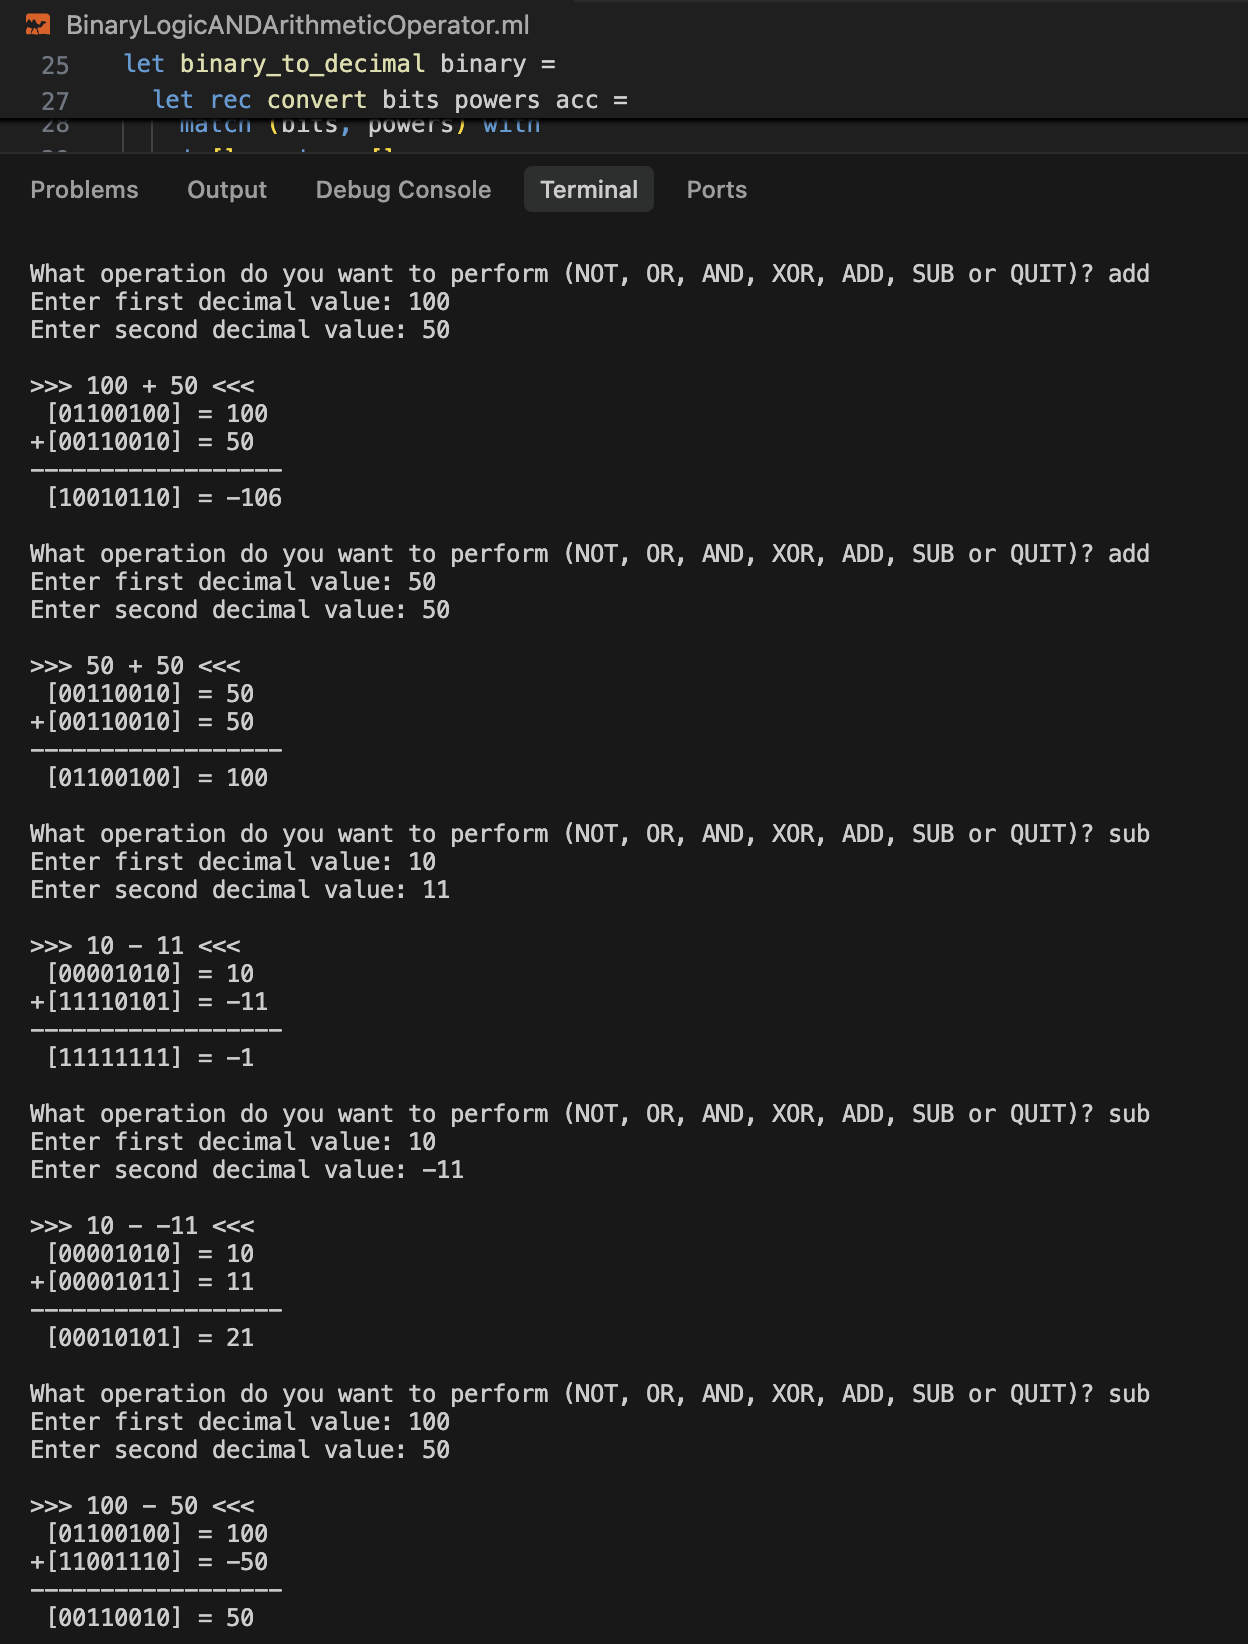 BinaryLogicANDArithmeticOperator.ml
25 let binary_to_decimal binary =
27 let rec convert bits powers acc =
28 match (bits, powers) with
Problems Output Debug Console Terminal Ports
What operation do you want to perform (NOT, OR, AND, XOR, ADD, SUB or QUIT)? add
Enter first decimal value: 100
Enter second decimal value: 50
>>> 100 + 50 <<<
[01100100] = 100
+[00110010] = 50
------------------
[10010110] = -106
What operation do you want to perform (NOT, OR, AND, XOR, ADD, SUB or QUIT)? add
Enter first decimal value: 50
Enter second decimal value: 50
>>> 50 + 50 <<<
[00110010] = 50
+[00110010] = 50
------------------
[01100100] = 100
What operation do you want to perform (NOT, OR, AND, XOR, ADD, SUB or QUIT)? sub
Enter first decimal value: 10
Enter second decimal value: 11
>>> 10 - 11 <<<
[00001010] = 10
+[11110101] = -11
------------------
[11111111] = -1
What operation do you want to perform (NOT, OR, AND, XOR, ADD, SUB or QUIT)? sub
Enter first decimal value: 10
Enter second decimal value: -11
>>> 10 - -11 <<<
[00001010] = 10
+[00001011] = 11
------------------
[00010101] = 21
What operation do you want to perform (NOT, OR, AND, XOR, ADD, SUB or QUIT)? sub
Enter first decimal value: 100
Enter second decimal value: 50
>>> 100 - 50 <<<
[01100100] = 100
+[11001110] = -50
------------------
[00110010] = 50